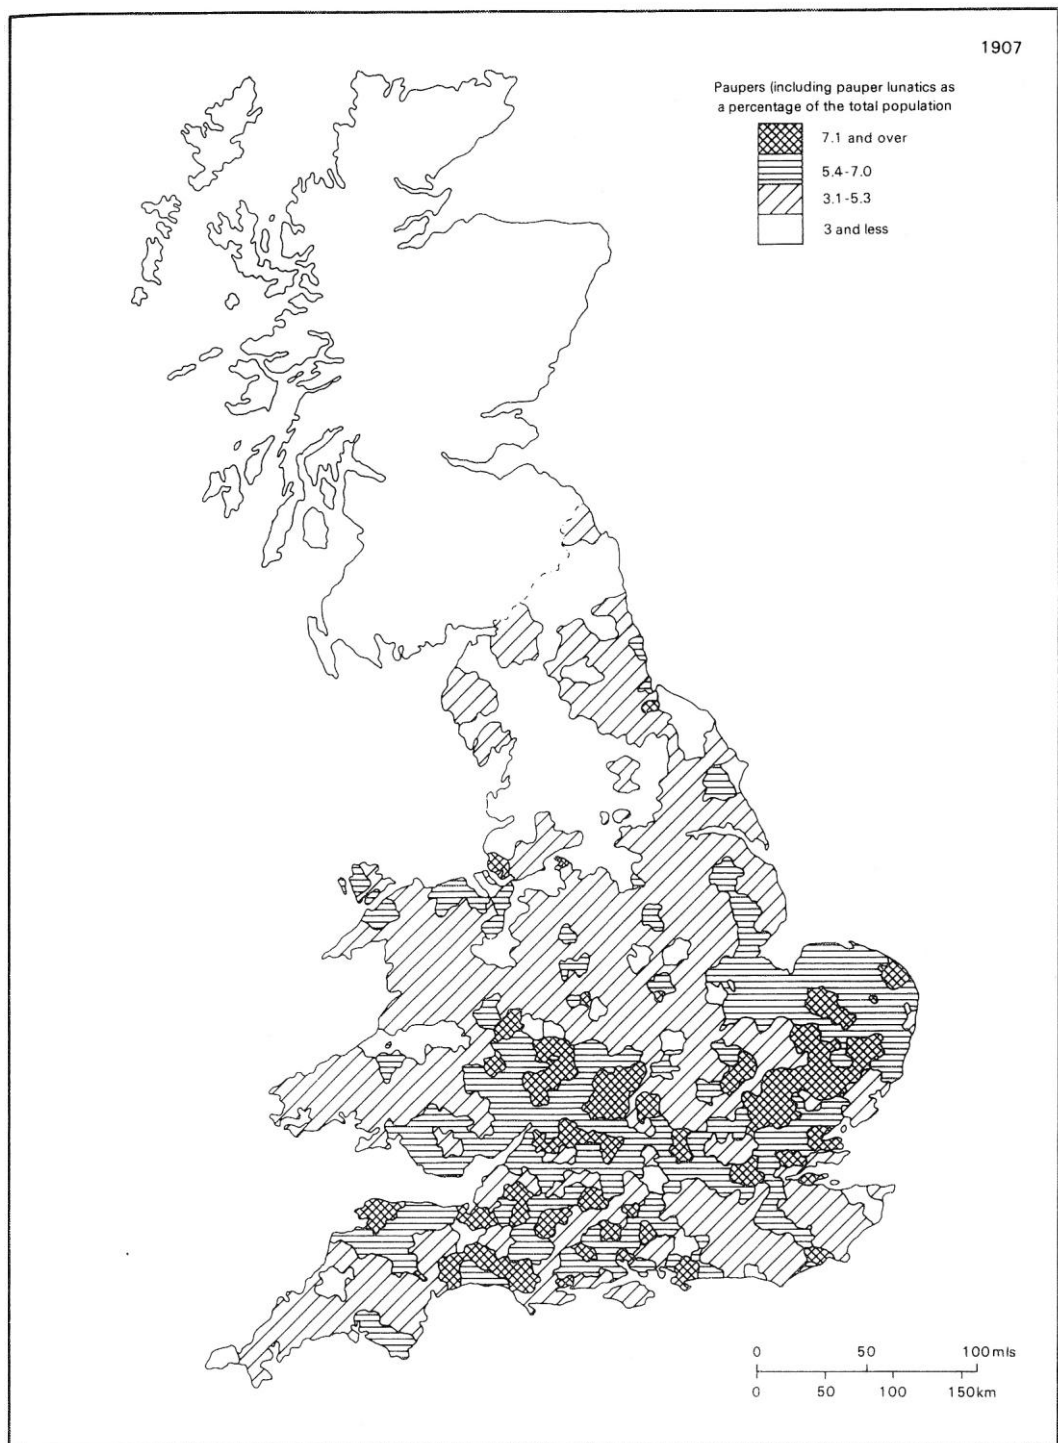 1907
Paupers (including pauper lunatics as
a percentage of the total population
7.1 and over
5.4-7.0
3.1-5.3
3 and less
0 50 100 mls
0 50 100 150km